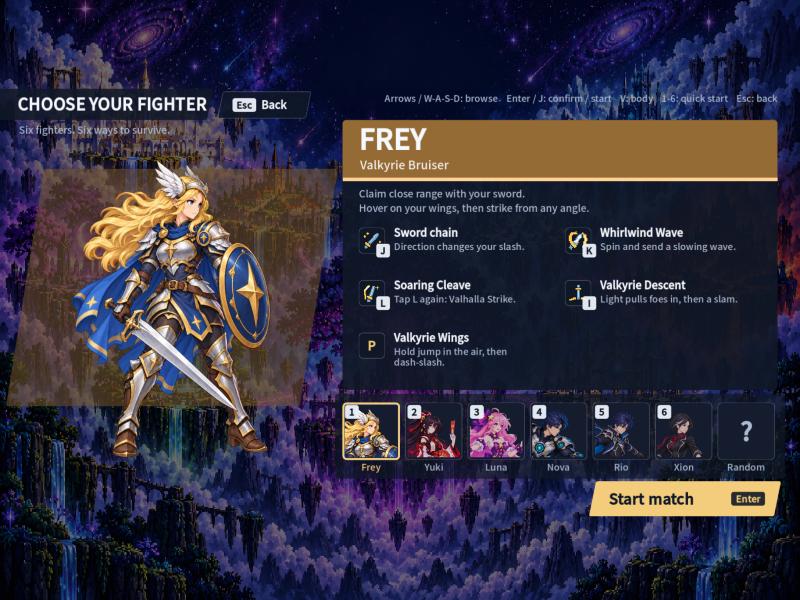 CHOOSE YOUR FIGHTER
Esc Back
Six fighters. Six ways to survive.
Arrows / W-A-S-D: browse Enter / J: confirm / start V: body 1-6: quick start Esc: back
FREY
Valkyrie Bruiser
Claim close range with your sword.
Hover on your wings, then strike from any angle.
J
Sword chain
Direction changes your slash.
K
Whirlwind Wave
Spin and send a slowing wave.
L
Soaring Cleave
Tap L again: Valhalla Strike.
I
Valkyrie Descent
Light pulls foes in, then a slam.
P
Valkyrie Wings
Hold jump in the air, then
dash-slash.
1 2 3 4 5 6 ?
Frey Yuki Luna Nova Rio Xion Random
Start match Enter